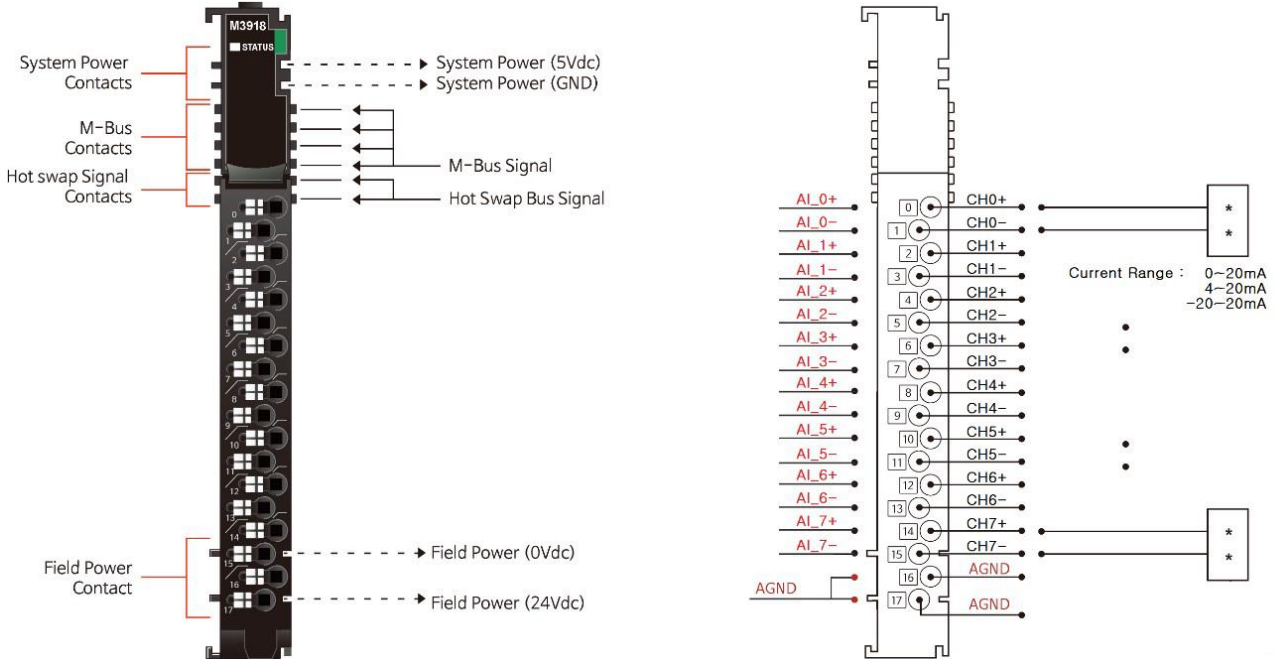 M3918
STATUS
System Power
Contacts
System Power (5Vdc)
System Power (GND)
M-Bus
Contacts
M-Bus Signal
Hot swap Signal
Contacts
Hot Swap Bus Signal
0
1
2
3
4
5
6
7
8
9
10
11
12
13
14
15
16
17
Field Power
Contact
Field Power (0Vdc)
Field Power (24Vdc)
AI_0+ 0 CH0+ *
AI_0- 1 CH0- *
AI_1+ 2 CH1+
AI_1- 3 CH1-
Current Range : 0~20mA
4~20mA
-20~20mA
AI_2+ 4 CH2+
AI_2- 5 CH2-
AI_3+ 6 CH3+
AI_3- 7 CH3-
AI_4+ 8 CH4+
AI_4- 9 CH4-
AI_5+ 10 CH5+
AI_5- 11 CH5-
AI_6+ 12 CH6+
AI_6- 13 CH6-
AI_7+ 14 CH7+ *
AI_7- 15 CH7- *
16 AGND
AGND
17 AGND